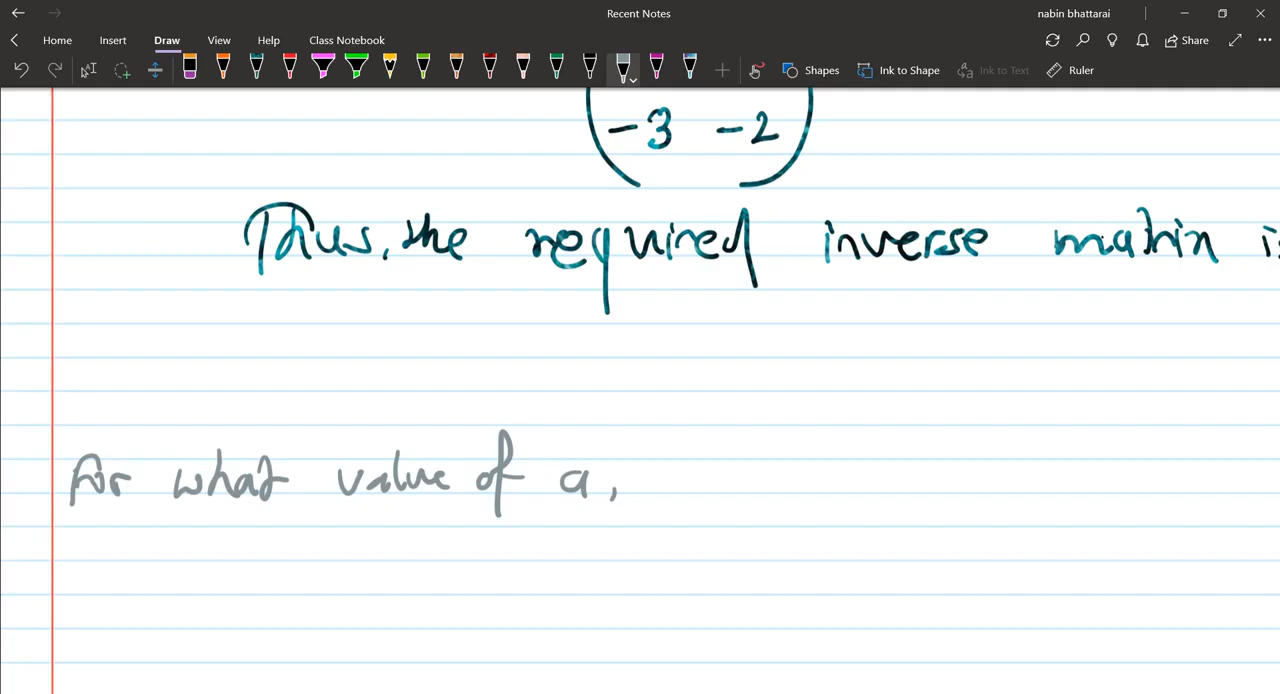 Recent Notes
nabin bhattarai
Home Insert Draw View Help Class Notebook
Share
Shapes Ink to Shape Ink to Text Ruler
-3 -2
Thus, the required inverse matrix is
For what value of a,